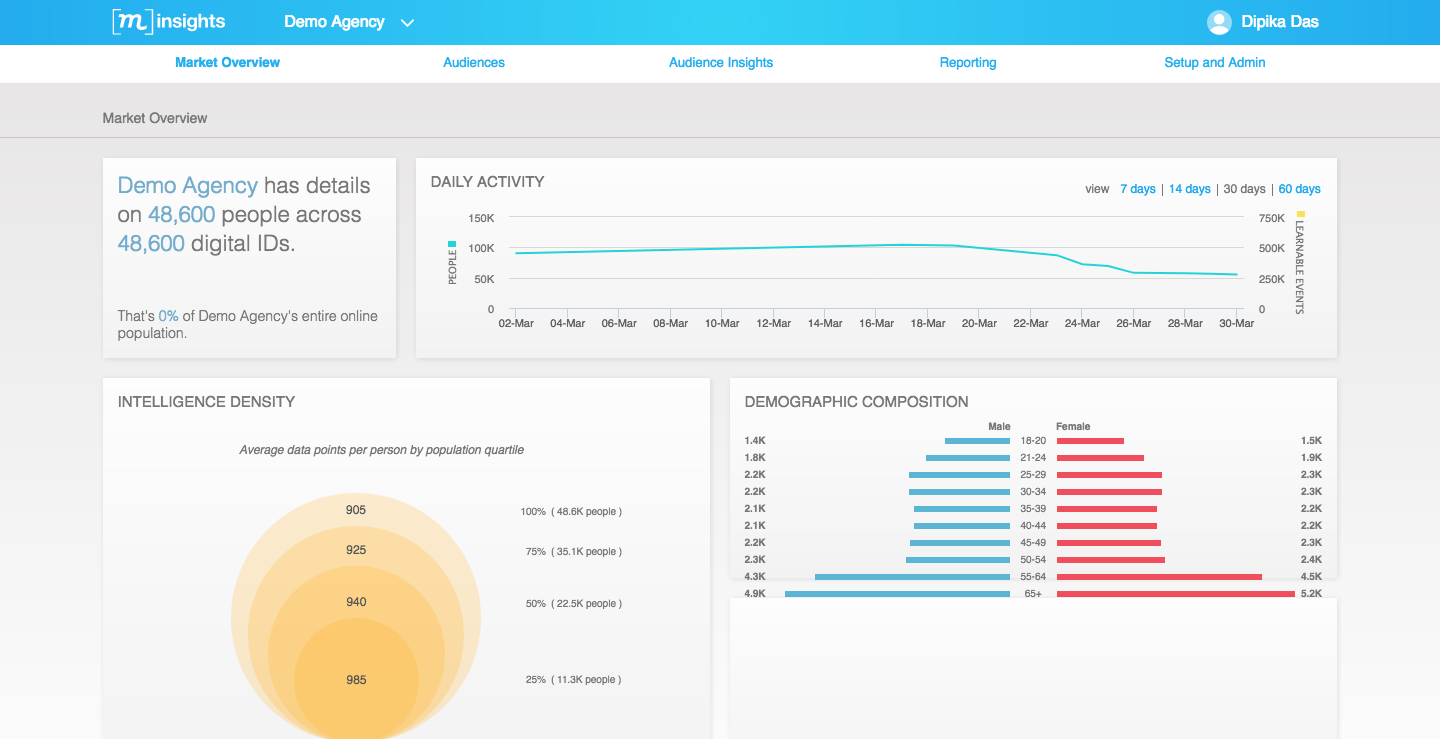 [m]insights Demo Agency Dipika Das
Market Overview Audiences Audience Insights Reporting Setup and Admin
Market Overview
Demo Agency has details
on 48,600 people across
48,600 digital IDs.
That's 0% of Demo Agency's entire online
population.
DAILY ACTIVITY
view 7 days | 14 days | 30 days | 60 days
PEOPLE
150K
100K
50K
0
750K
500K
250K
0
LEARNABLE EVENTS
02-Mar 04-Mar 06-Mar 08-Mar 10-Mar 12-Mar 14-Mar 16-Mar 18-Mar 20-Mar 22-Mar 24-Mar 26-Mar 28-Mar 30-Mar
INTELLIGENCE DENSITY
Average data points per person by population quartile
905 100% ( 48.6K people )
925 75% ( 35.1K people )
940 50% ( 22.5K people )
985 25% ( 11.3K people )
DEMOGRAPHIC COMPOSITION
Male Female
1.4K 18-20 1.5K
1.8K 21-24 1.9K
2.2K 25-29 2.3K
2.2K 30-34 2.3K
2.1K 35-39 2.2K
2.1K 40-44 2.2K
2.2K 45-49 2.3K
2.3K 50-54 2.4K
4.3K 55-64 4.5K
4.9K 65+ 5.2K